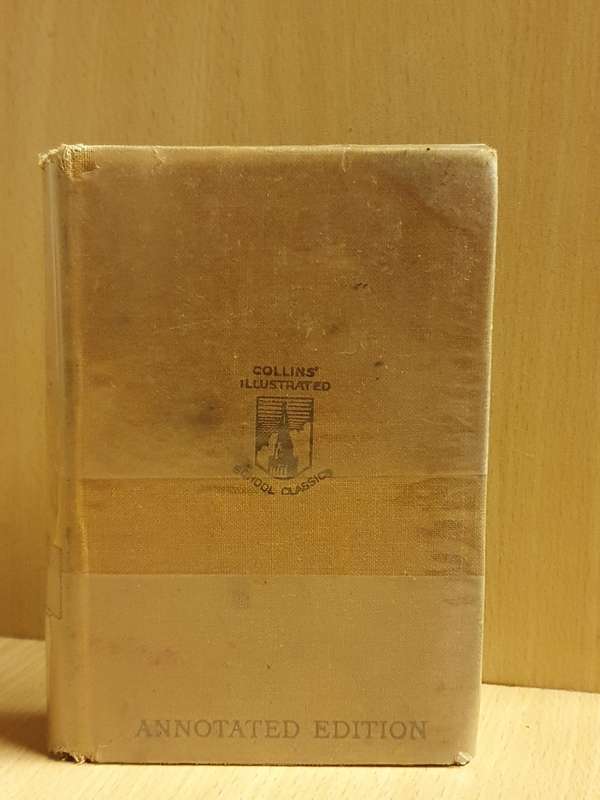 COLLINS'
ILLUSTRATED
SCHOOL CLASSICS
ANNOTATED EDITION